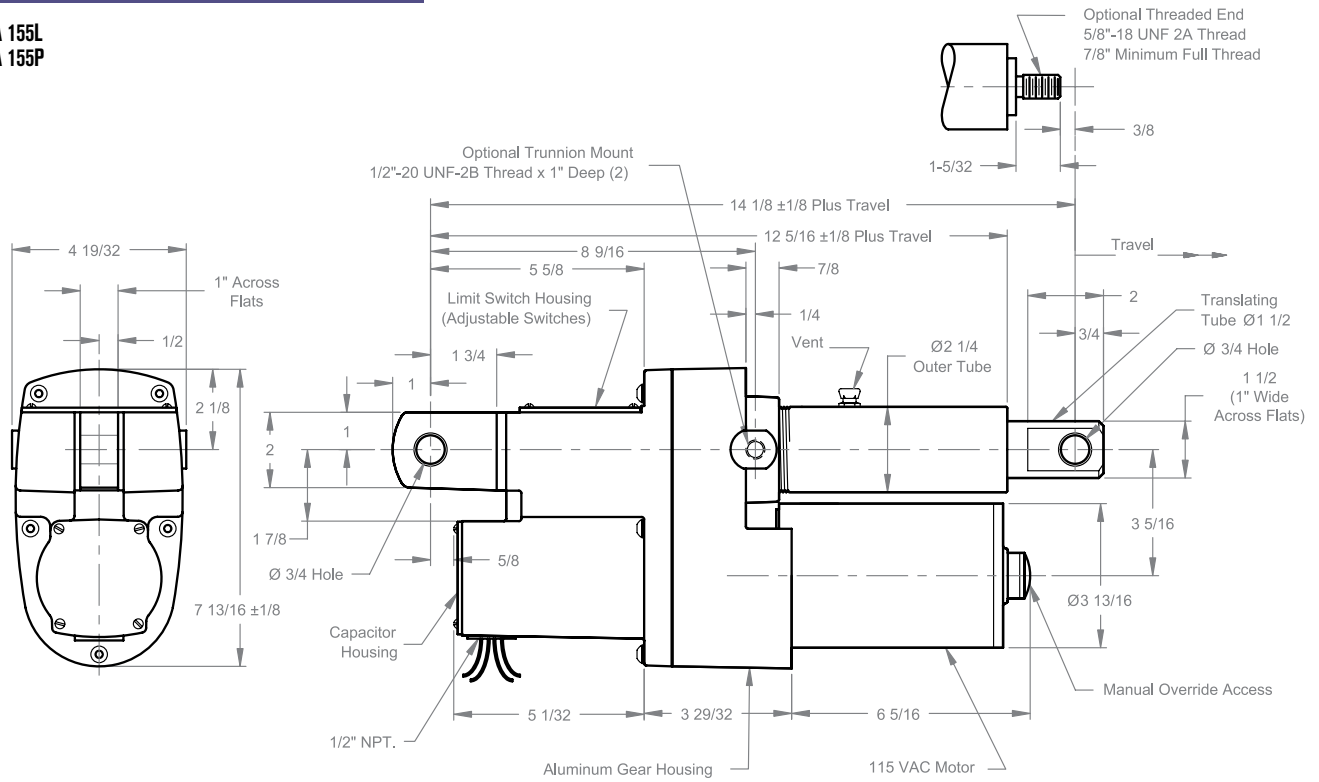 155L
155P
Optional Threaded End
5/8"-18 UNF 2A Thread
7/8" Minimum Full Thread
3/8
1-5/32
Optional Trunnion Mount
1/2"-20 UNF-2B Thread x 1" Deep (2)
14 1/8 ±1/8 Plus Travel
12 5/16 ±1/8 Plus Travel
8 9/16
5 5/8
7/8
Travel
4 19/32
1" Across
Flats
1/2
Limit Switch Housing
(Adjustable Switches)
1/4
Vent
Ø2 1/4
Outer Tube
2
Translating
Tube Ø1 1/2
3/4
Ø 3/4 Hole
1 1/2
(1" Wide
Across Flats)
1 3/4
1
2 1/8
1
2
1 7/8
5/8
Ø 3/4 Hole
3 5/16
Ø3 13/16
7 13/16 ±1/8
Capacitor
Housing
Manual Override Access
5 1/32
3 29/32
6 5/16
1/2" NPT.
Aluminum Gear Housing
115 VAC Motor